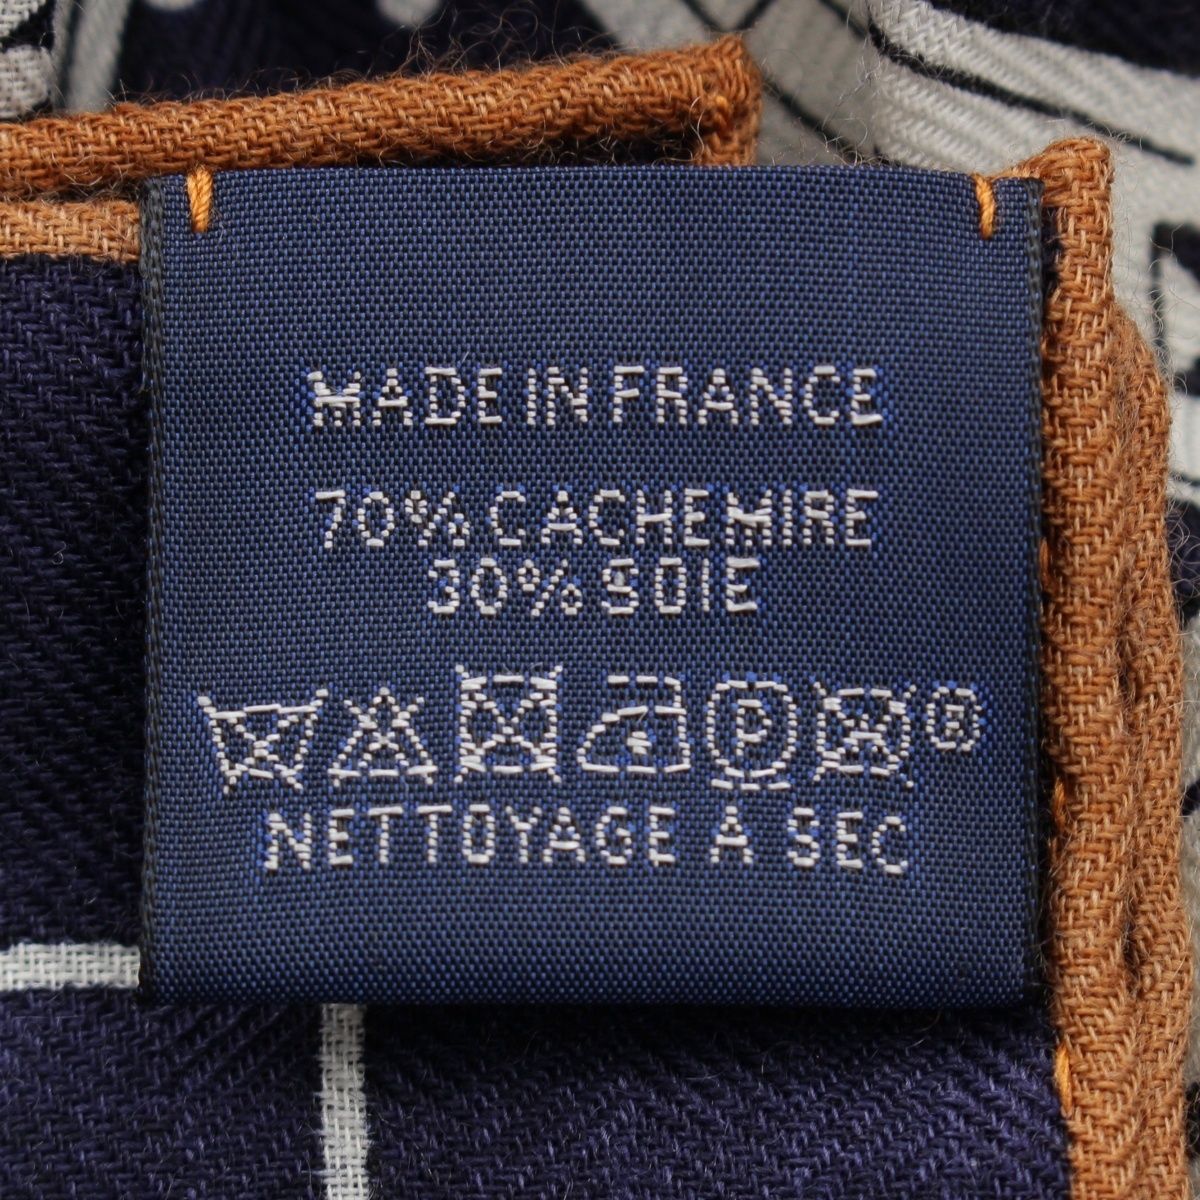 MADE IN FRANCE
70% CACHEMIRE
30% SOIE
P ®
NETTOYAGE A SEC